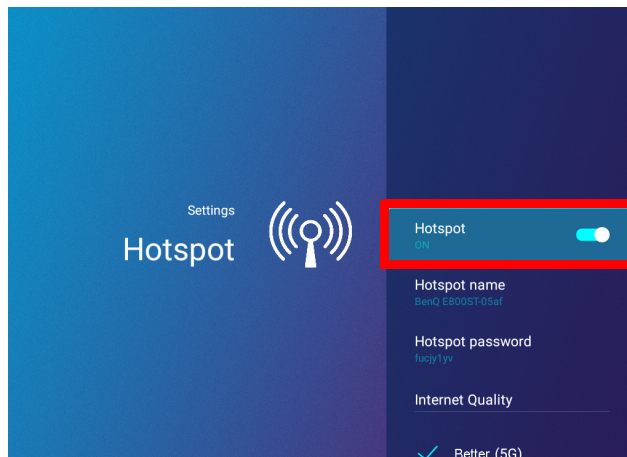 Settings
Hotspot
Hotspot
ON
Hotspot name
BenQ E800ST-05af
Hotspot password
fucjy1yv
Internet Quality
Better (5G)